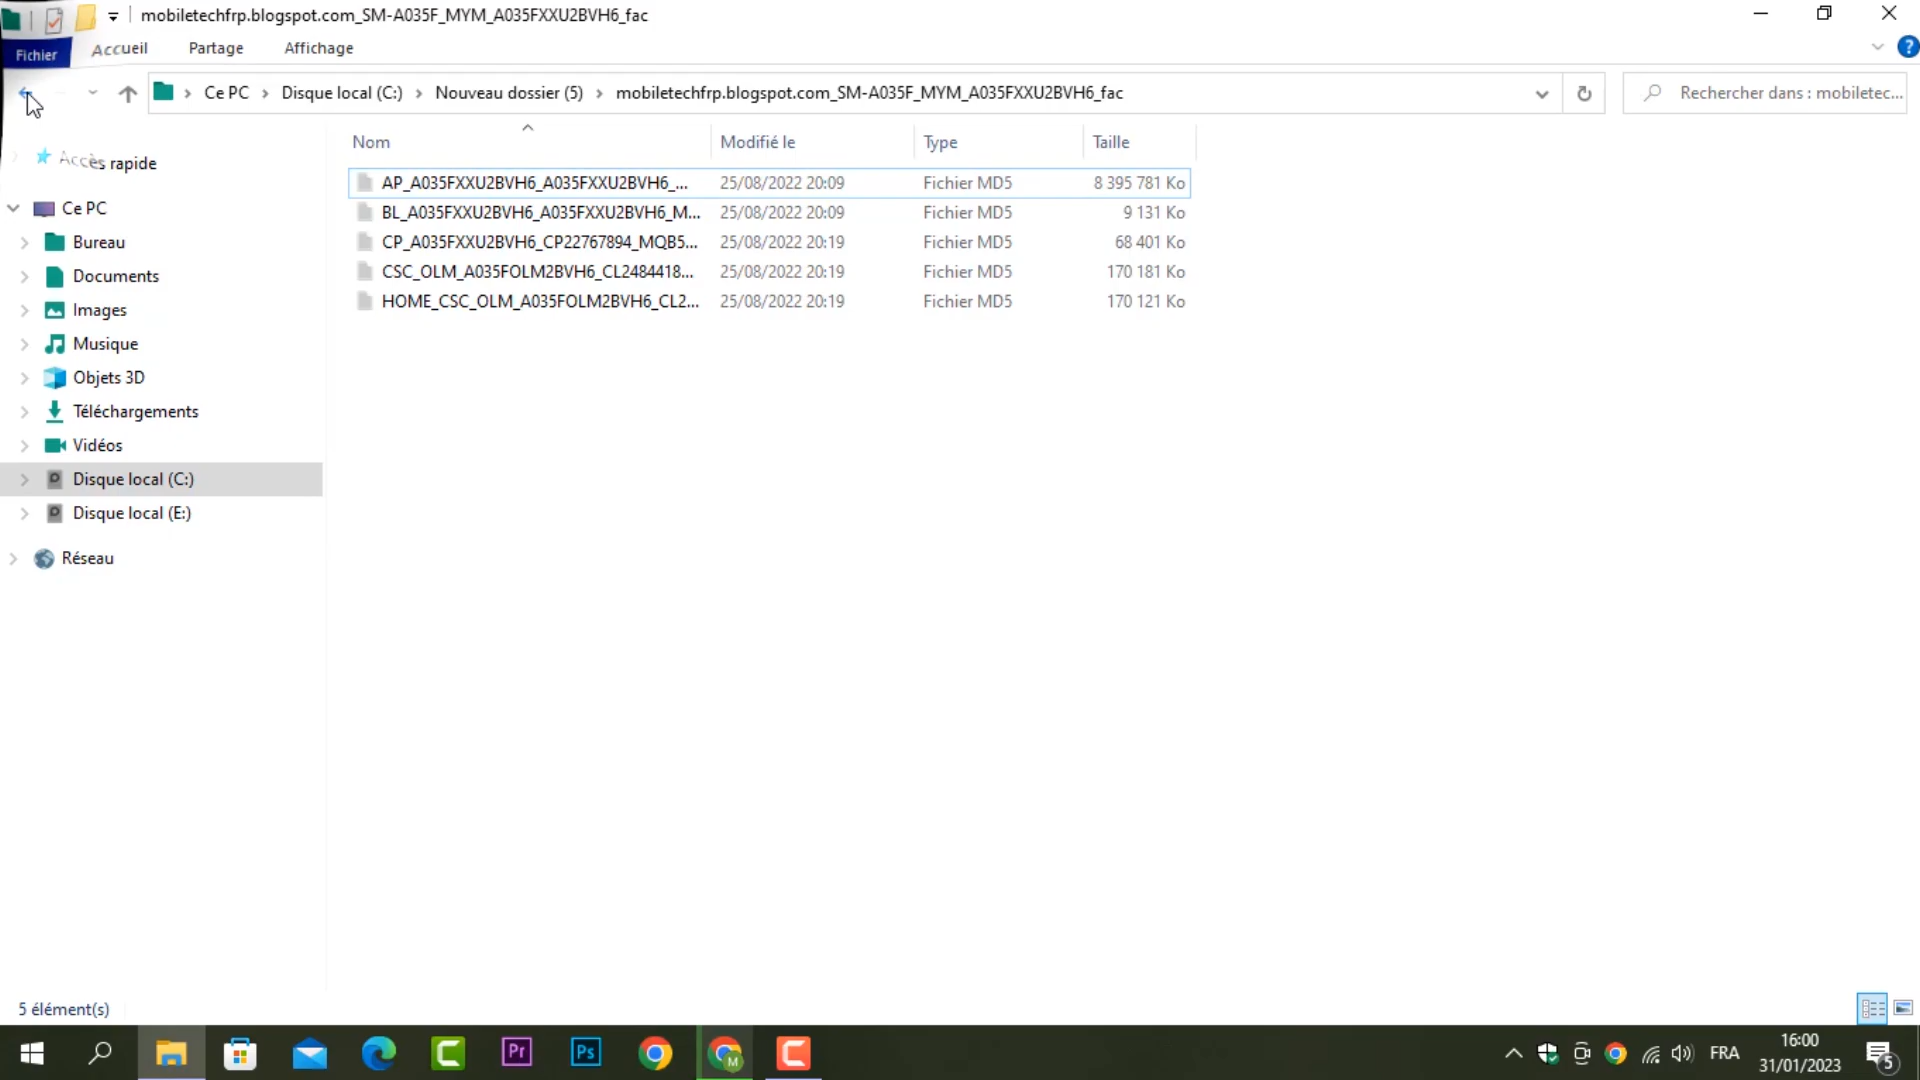 mobiletechfrp.blogspot.com_SM-A035F_MYM_A035FXXU2BVH6_fac
Fichier Accueil Partage Affichage
Ce PC Disque local (C:) Nouveau dossier (5) mobiletechfrp.blogspot.com_SM-A035F_MYM_A035FXXU2BVH6_fac Rechercher dans : mobiletec...
Accès rapide
Ce PC
Bureau
Documents
Images
Musique
Objets 3D
Téléchargements
Vidéos
Disque local (C:)
Disque local (E:)
Réseau
Nom Modifié le Type Taille
AP_A035FXXU2BVH6_A035FXXU2BVH6_... 25/08/2022 20:09 Fichier MD5 8 395 781 Ko
BL_A035FXXU2BVH6_A035FXXU2BVH6_M... 25/08/2022 20:09 Fichier MD5 9 131 Ko
CP_A035FXXU2BVH6_CP22767894_MQB5... 25/08/2022 20:19 Fichier MD5 68 401 Ko
CSC_OLM_A035FOLM2BVH6_CL2484418... 25/08/2022 20:19 Fichier MD5 170 181 Ko
HOME_CSC_OLM_A035FOLM2BVH6_CL2... 25/08/2022 20:19 Fichier MD5 170 121 Ko
5 élément(s)
Pr Ps M FRA
16:00
31/01/2023
5